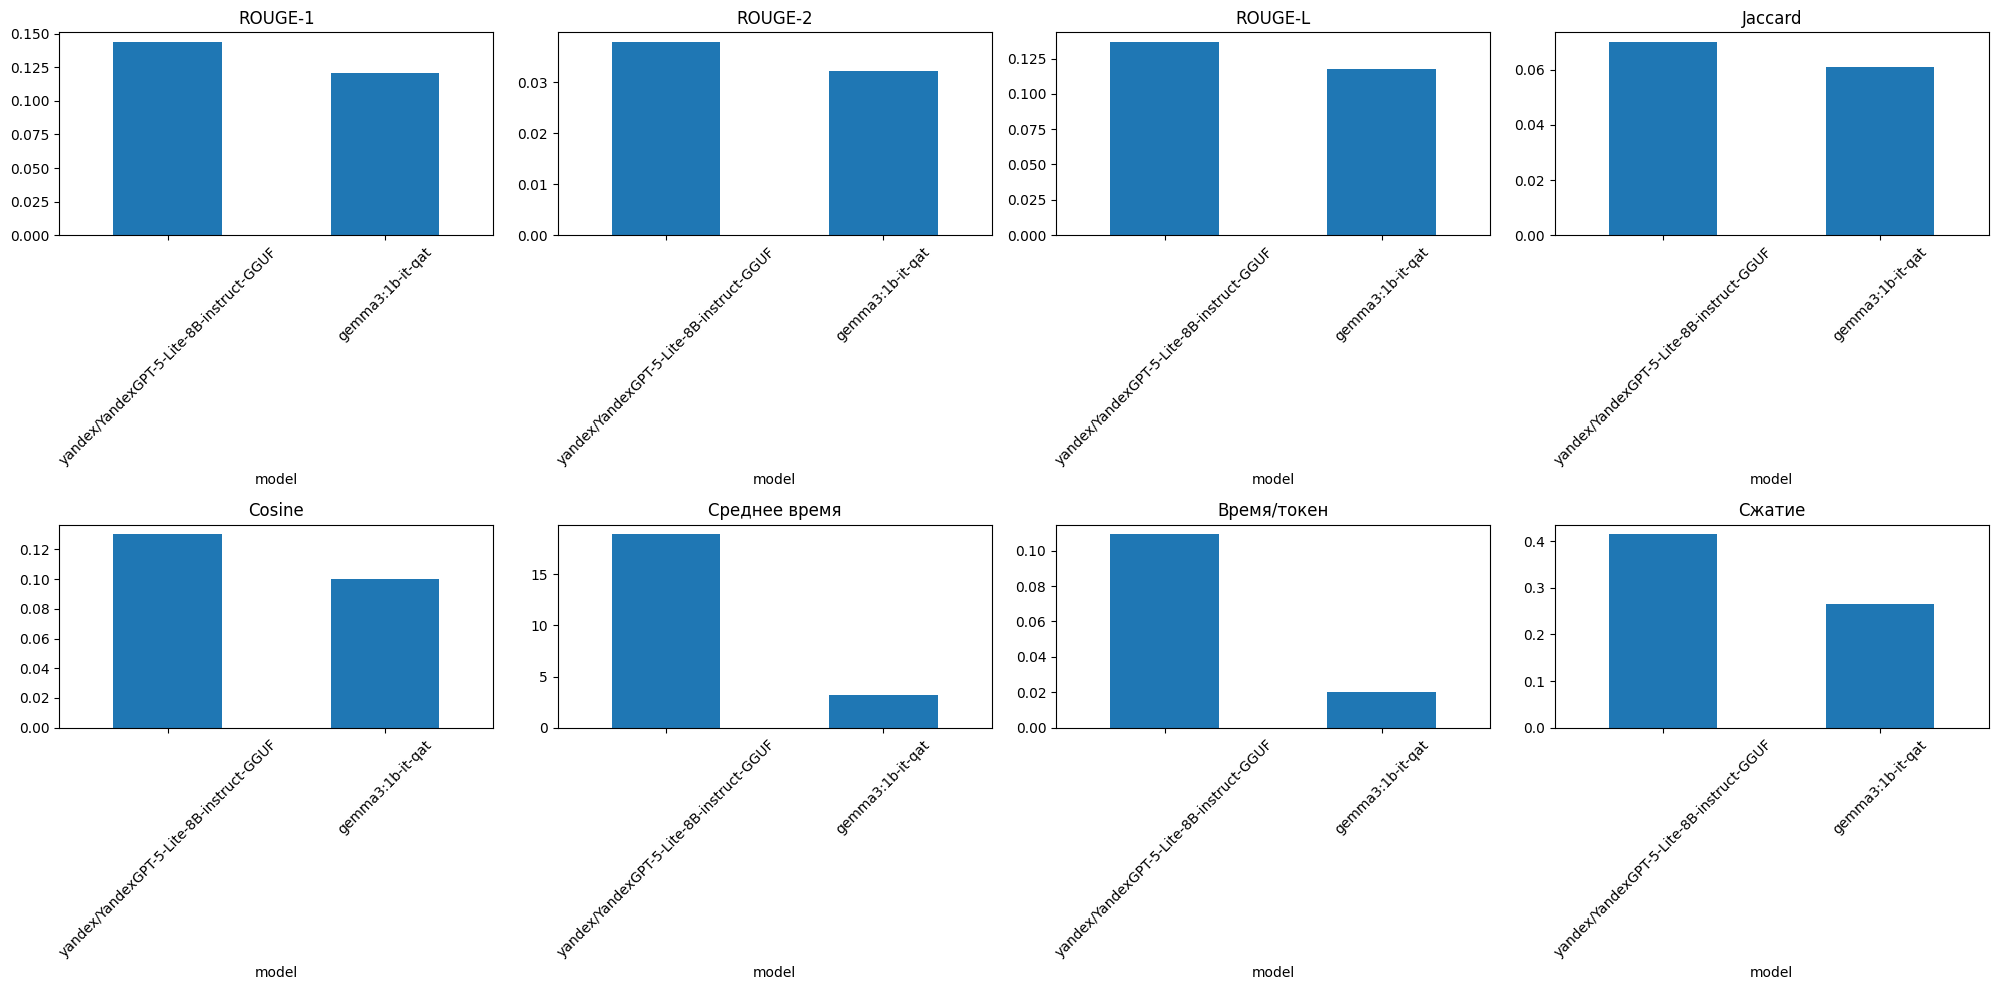 ROUGE-1
0.150
0.125
0.100
0.075
0.050
0.025
0.000
yandex/YandexGPT-5-Lite-8B-instruct-GGUF
gemma3:1b-it-qat
model
ROUGE-2
0.03
0.02
0.01
0.00
yandex/YandexGPT-5-Lite-8B-instruct-GGUF
gemma3:1b-it-qat
model
ROUGE-L
0.125
0.100
0.075
0.050
0.025
0.000
yandex/YandexGPT-5-Lite-8B-instruct-GGUF
gemma3:1b-it-qat
model
Jaccard
0.06
0.04
0.02
0.00
yandex/YandexGPT-5-Lite-8B-instruct-GGUF
gemma3:1b-it-qat
model
Cosine
0.12
0.10
0.08
0.06
0.04
0.02
0.00
yandex/YandexGPT-5-Lite-8B-instruct-GGUF
gemma3:1b-it-qat
model
Среднее время
15
10
5
0
yandex/YandexGPT-5-Lite-8B-instruct-GGUF
gemma3:1b-it-qat
model
Время/токен
0.10
0.08
0.06
0.04
0.02
0.00
yandex/YandexGPT-5-Lite-8B-instruct-GGUF
gemma3:1b-it-qat
model
Сжатие
0.4
0.3
0.2
0.1
0.0
yandex/YandexGPT-5-Lite-8B-instruct-GGUF
gemma3:1b-it-qat
model